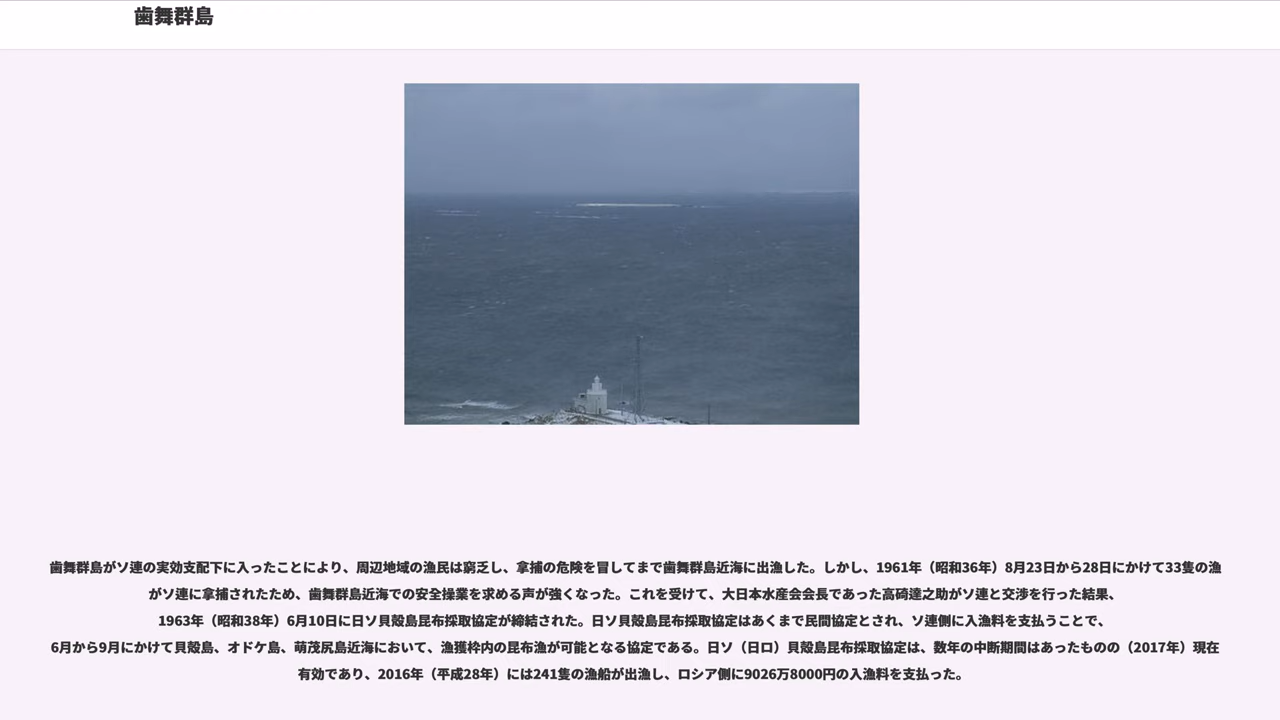 歯舞群島
歯舞群島がソ連の実効支配下に入ったことにより、周辺地域の漁民は窮乏し、拿捕の危険を冒してまで歯舞群島近海に出漁した。しかし、1961年（昭和36年）8月23日から28日にかけて33隻の漁
がソ連に拿捕されたため、歯舞群島近海での安全操業を求める声が強くなった。これを受けて、大日本水産会会長であった高碕達之助がソ連と交渉を行った結果、
1963年（昭和38年）6月10日に日ソ貝殻島昆布採取協定が締結された。日ソ貝殻島昆布採取協定はあくまで民間協定とされ、ソ連側に入漁料を支払うことで、
6月から9月にかけて貝殻島、オドケ島、萌茂尻島近海において、漁獲枠内の昆布漁が可能となる協定である。日ソ（日ロ）貝殻島昆布採取協定は、数年の中断期間はあったものの（2017年）現在
有効であり、2016年（平成28年）には241隻の漁船が出漁し、ロシア側に9026万8000円の入漁料を支払った。